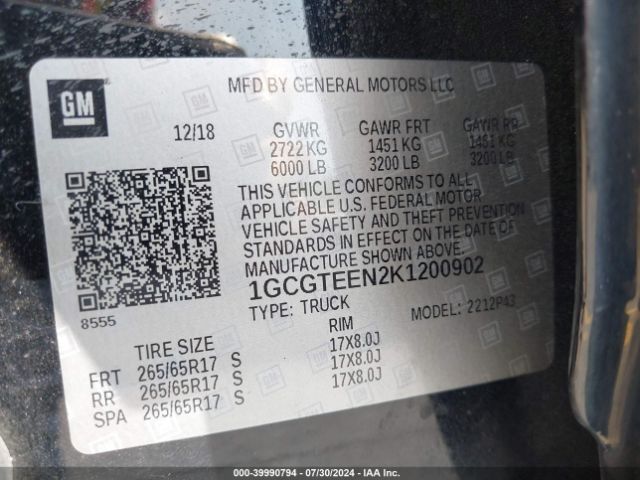 GM
MFD BY GENERAL MOTORS LLC
12/18 GVWR GAWR FRT GAWR RR
2722 KG 1451 KG 1451 KG
6000 LB 3200 LB 3200 LB
THIS VEHICLE CONFORMS TO ALL
APPLICABLE U.S. FEDERAL MOTOR
VEHICLE SAFETY AND THEFT PREVENTION
STANDARDS IN EFFECT ON THE DATE OF
MANUFACTURE SHOWN ABOVE.
1GCGTEEN2K1200902
8555
TYPE: TRUCK MODEL: 2212P43
TIRE SIZE RIM
FRT 265/65R17 S 17X8.0J
RR 265/65R17 S 17X8.0J
SPA 265/65R17 S 17X8.0J
000-39990794 | 07/30/2024 | IAA Inc.